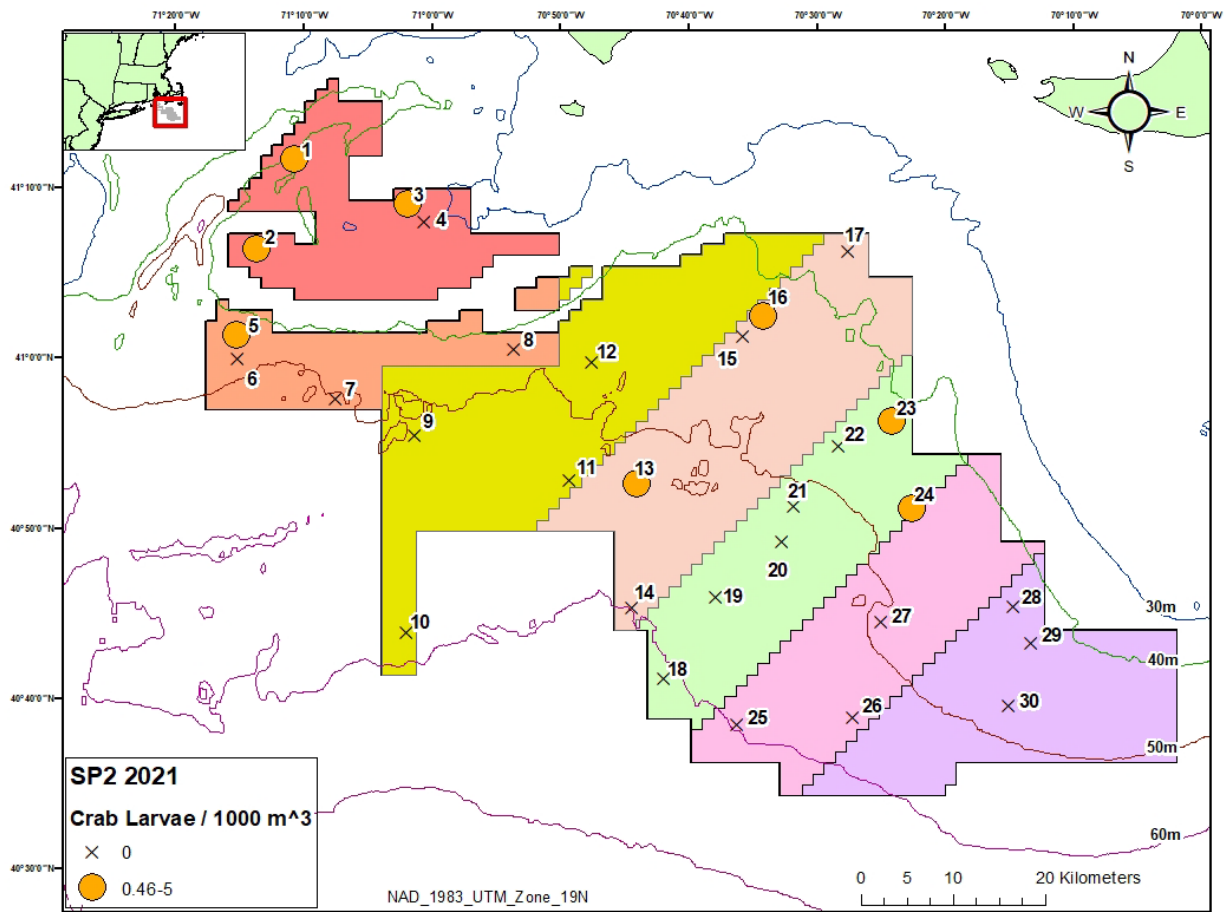 71°20'0"W 71°10'0"W 71°0'0"W 70°50'0"W 70°40'0"W 70°30'0"W 70°20'0"W 70°10'0"W 70°0'0"W
N
W E
S
1
41°10'0"N
3
4
2
17
16
5
41°0'0"N
8
15
12
6
7
23
9
22
11
13
21
24
40°50'0"N
20
14
19
28
30m
27
10
29
40m
18
40°40'0"N
25
26
30
50m
SP2 2021
Crab Larvae / 1000 m^3
0
0.46-5
60m
40°30'0"N
NAD_1983_UTM_Zone_19N
0 5 10 20 Kilometers